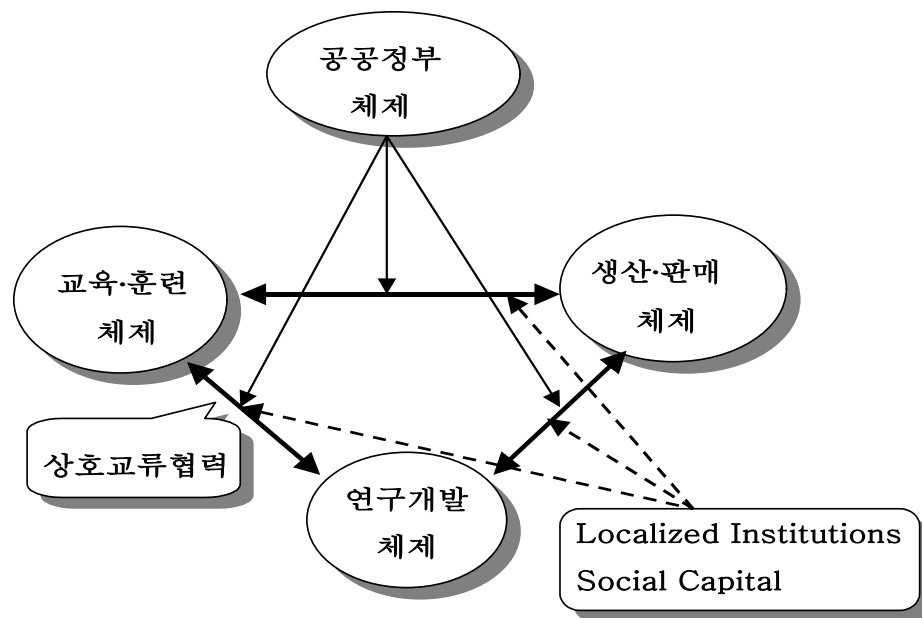 공공정부
체제
교육·훈련
체제
생산·판매
체제
상호교류협력
연구개발
체제
Localized Institutions
Social Capital